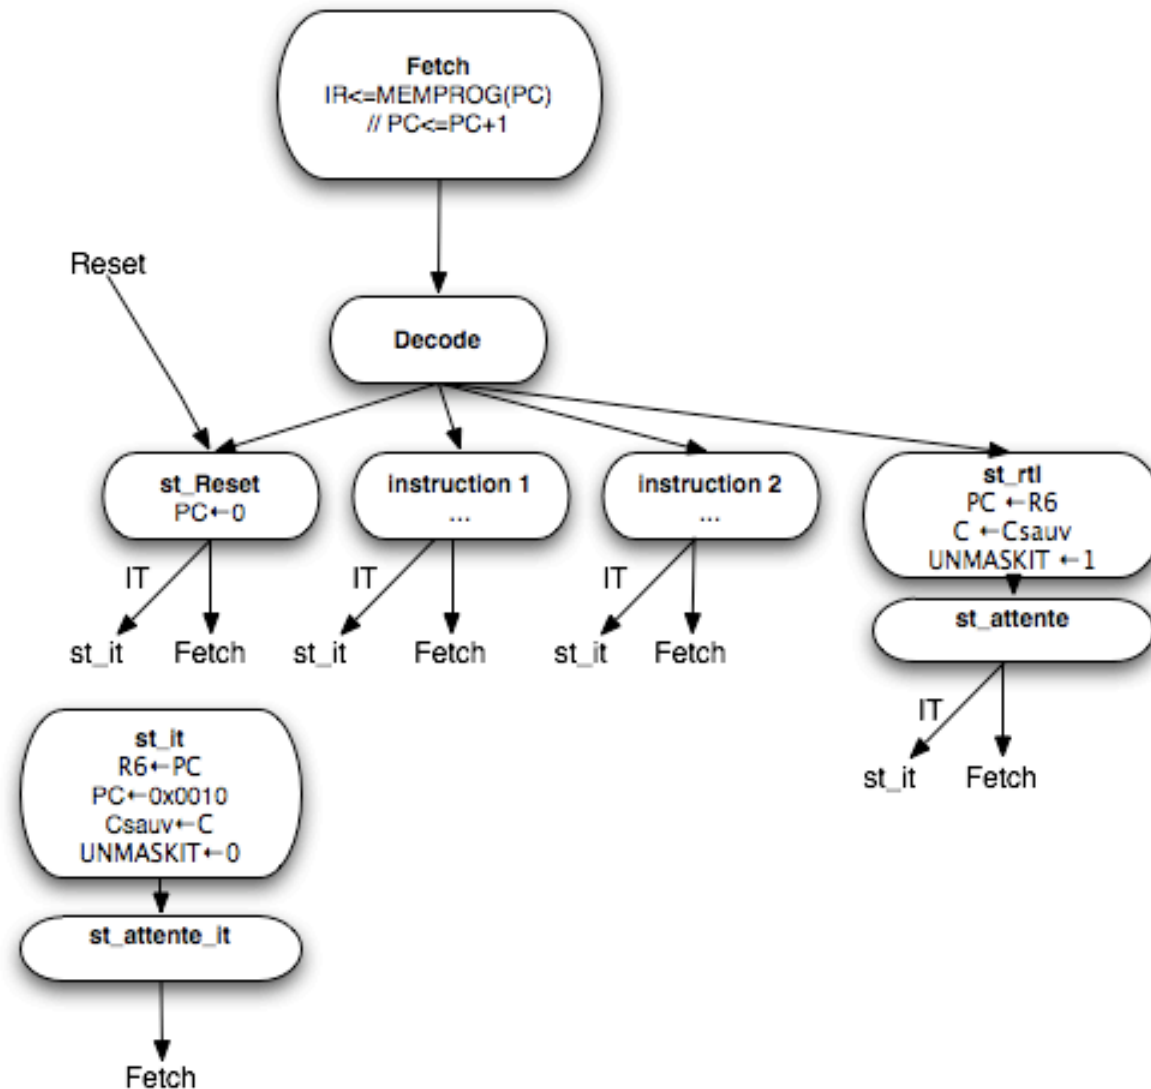 Fetch
IR<=MEMPROG(PC)
// PC<=PC+1
Reset
Decode
st_Reset
PC←0
instruction 1
...
instruction 2
...
st_rtI
PC ←R6
C ←Csauv
UNMASKIT ←1
st_attente
IT
st_it Fetch
IT
st_it Fetch
IT
st_it Fetch
IT
st_it Fetch
st_it
R6←PC
PC←0x0010
Csauv←C
UNMASKIT←0
st_attente_it
Fetch